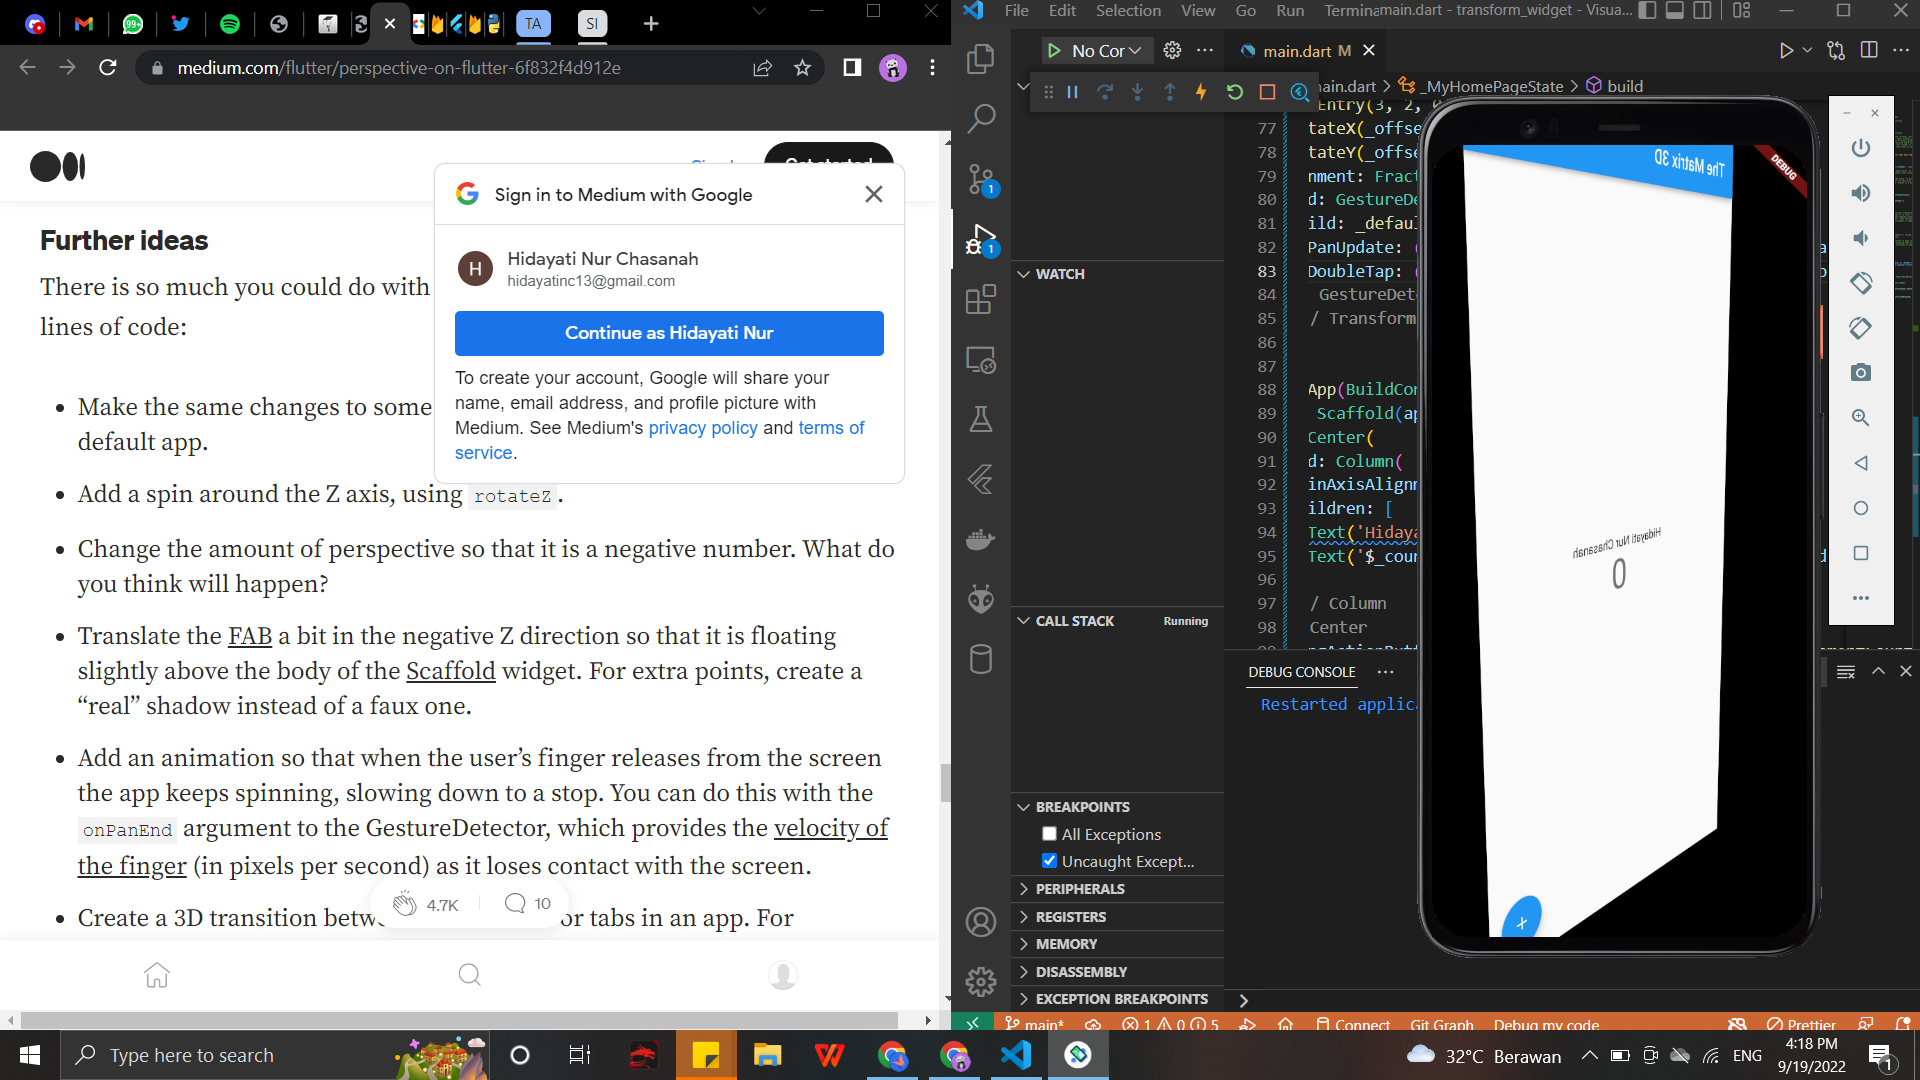 99+
TA
SI
medium.com/flutter/perspective-on-flutter-6f832f4d912e
Sign in to Medium with Google
H
Hidayati Nur Chasanah
hidayatinc13@gmail.com
Continue as Hidayati Nur
To create your account, Google will share your
name, email address, and profile picture with
Medium. See Medium's privacy policy and terms of
service.
Further ideas
There is so much you could do with
lines of code:
Make the same changes to some
default app.
Add a spin around the Z axis, using rotateZ.
Change the amount of perspective so that it is a negative number. What do
you think will happen?
Translate the FAB a bit in the negative Z direction so that it is floating
slightly above the body of the Scaffold widget. For extra points, create a
“real” shadow instead of a faux one.
Add an animation so that when the user’s finger releases from the screen
the app keeps spinning, slowing down to a stop. You can do this with the
onPanEnd argument to the GestureDetector, which provides the velocity of
the finger (in pixels per second) as it loses contact with the screen.
4.7K 10
Create a 3D transition betw or tabs in an app. For
File Edit Selection View Go Run Termina main.dart - transform_widget - Visua...
No Cor
main.dart M
main.dart > _MyHomePageState > build
Entry(3, 2,
77 tateX(_offse
78 tateY(_offse
79 nment: Fract
80 d: GestureDe
81 ild: _defaul
82 PanUpdate: (
83 DoubleTap: (
84 GestureDet
85 / Transform
86
87
88 App(BuildCon
89 Scaffold(ap
90 Center(
91 d: Column(
92 inAxisAlignm
93 ildren: [
94 Text('Hidaya
95 Text('$_coun
96
97 / Column
98 Center
1
1
WATCH
CALL STACK Running
BREAKPOINTS
All Exceptions
Uncaught Except...
PERIPHERALS
REGISTERS
MEMORY
DISASSEMBLY
EXCEPTION BREAKPOINTS
DEBUG CONSOLE
Restarted applica
The Matrix 3D
DEBUG
Hidayati Nur Chasanah
0
main* 1 0 5 Connect Git Graph Debug my code Prettier
Type here to search
32°C Berawan
ENG
4:18 PM
9/19/2022
1